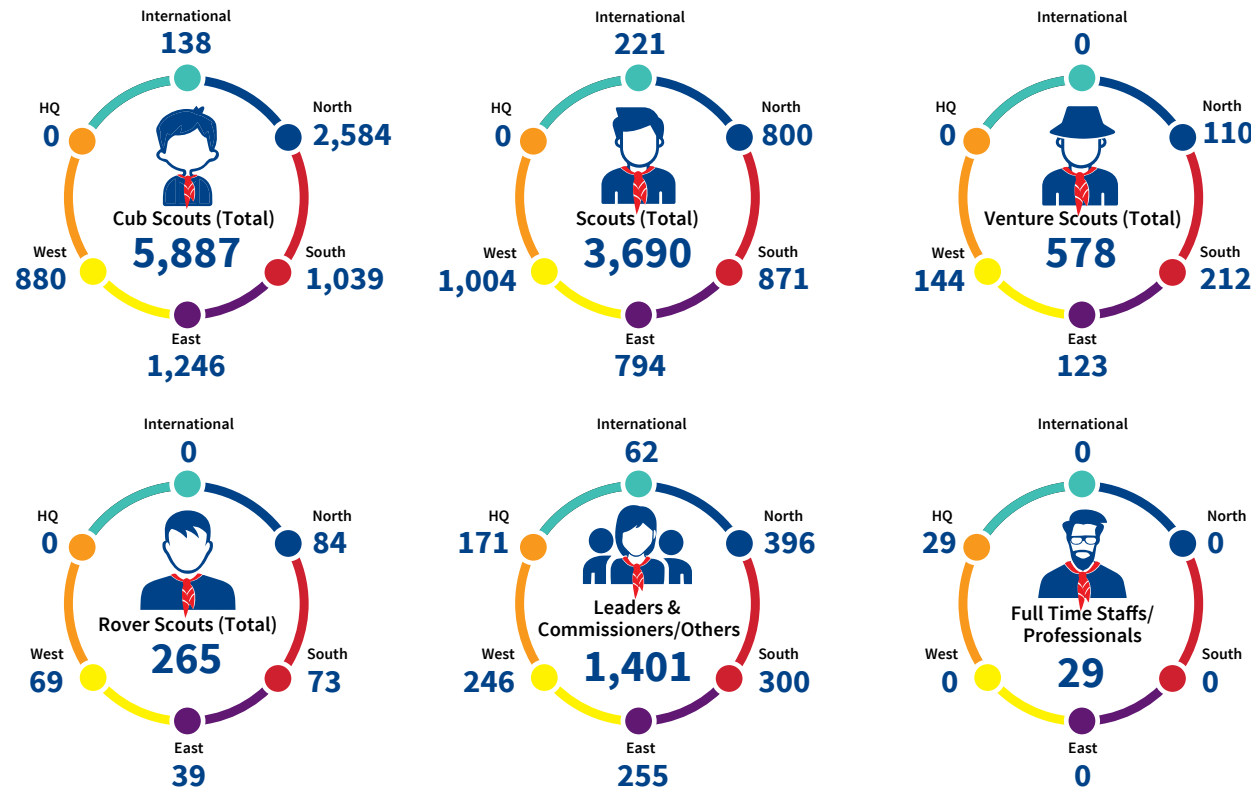 International
138
HQ
0
North
2,584
Cub Scouts (Total)
5,887
West
880
South
1,039
East
1,246
International
221
HQ
0
North
800
Scouts (Total)
3,690
West
1,004
South
871
East
794
International
0
HQ
0
North
110
Venture Scouts (Total)
578
West
144
South
212
East
123
International
0
HQ
0
North
84
Rover Scouts (Total)
265
West
69
South
73
East
39
International
62
HQ
171
North
396
Leaders &
Commissioners/Others
1,401
West
246
South
300
East
255
International
0
HQ
29
North
0
Full Time Staffs/
Professionals
29
West
0
South
0
East
0